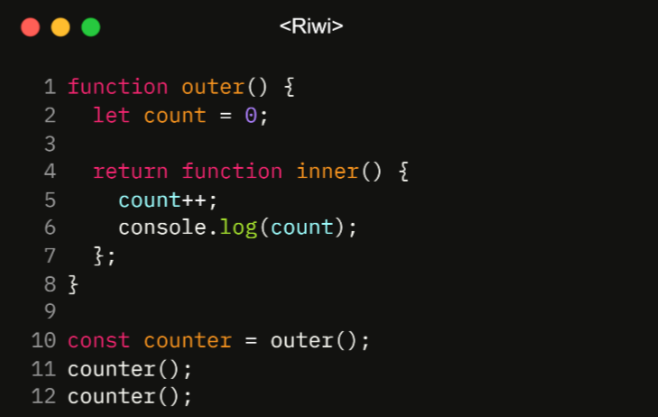 <Riwi>
1 function outer() {
2   let count = 0;
3
4   return function inner() {
5     count++;
6     console.log(count);
7   };
8 }
9
10 const counter = outer();
11 counter();
12 counter();